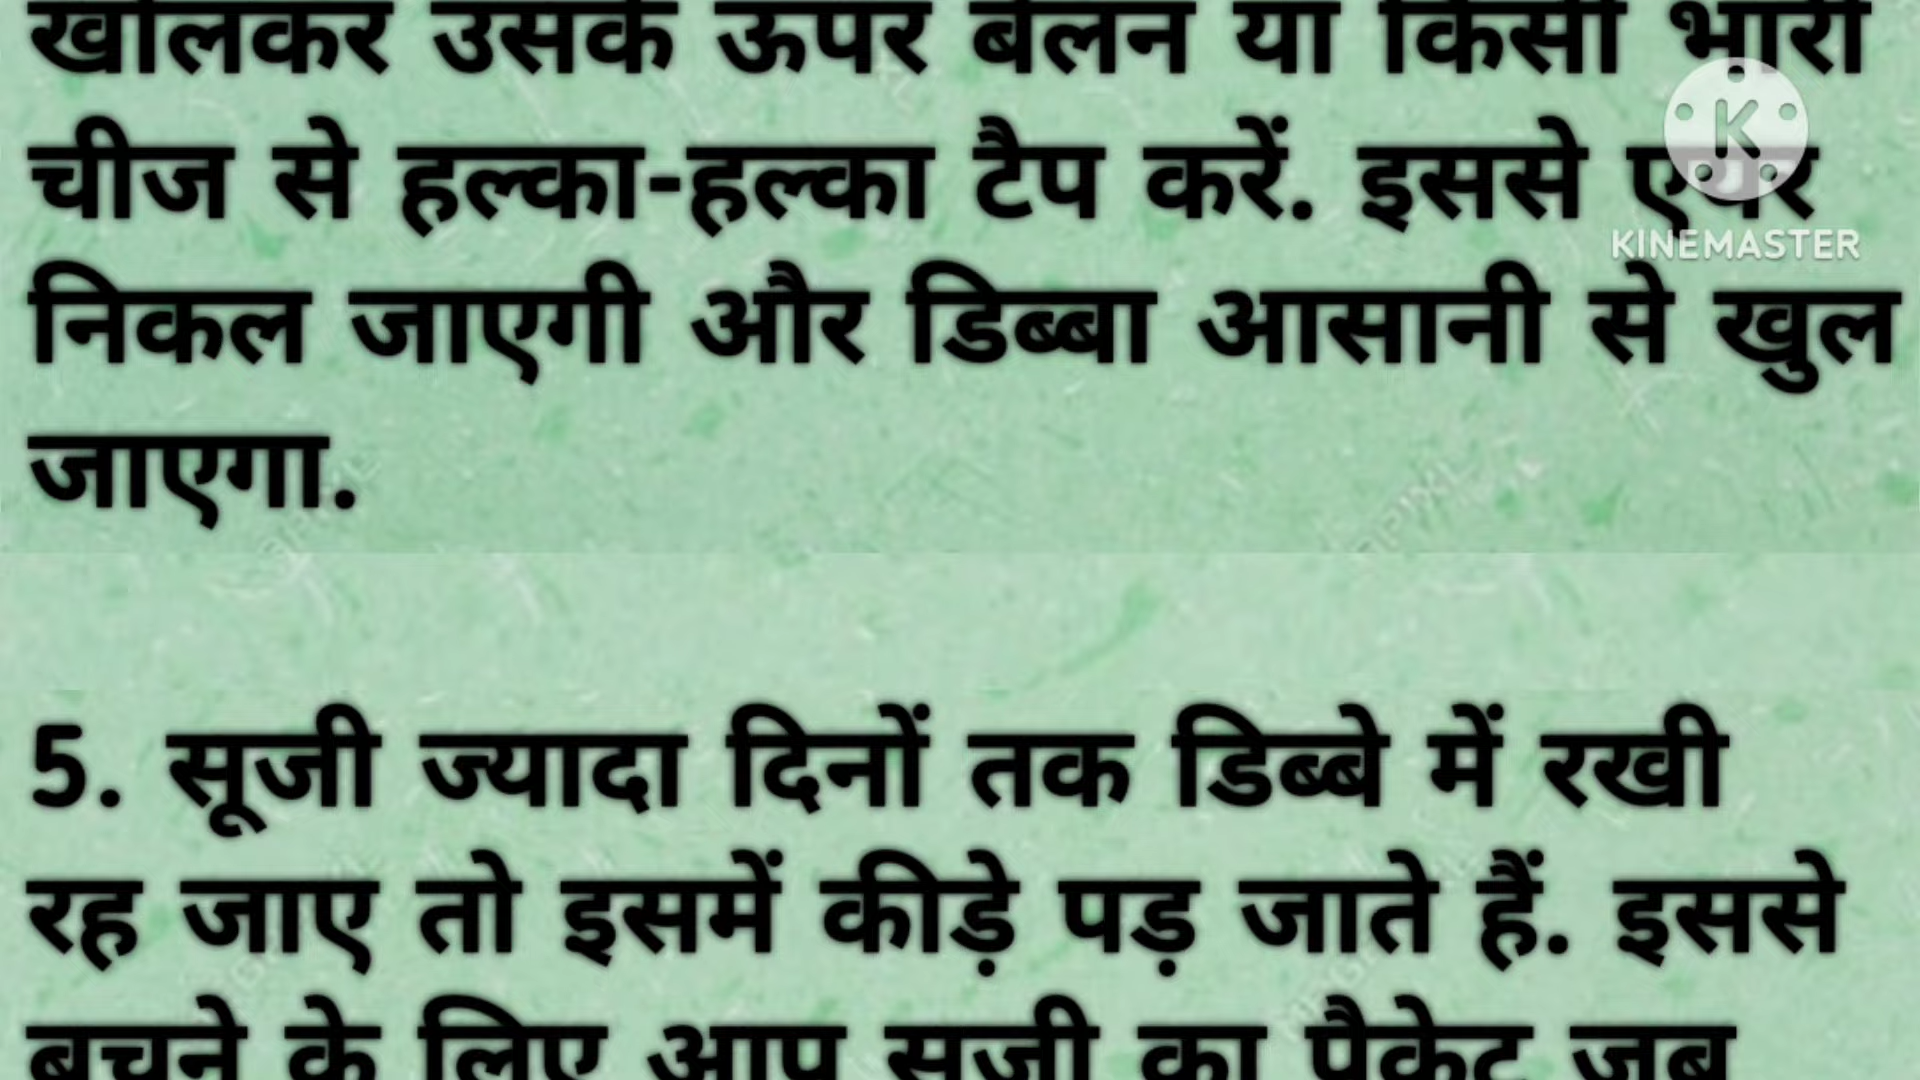 खोलकर उसके ऊपर बेलन या किसी भारी
चीज से हल्का-हल्का टैप करें. इससे एयर
KINEMASTER
निकल जाएगी और डिब्बा आसानी से खुल
जाएगा.
5. सूजी ज्यादा दिनों तक डिब्बे में रखी
रह जाए तो इसमें कीड़े पड़ जाते हैं. इससे
बचने के लिए आप सूजी का पैकेट जब